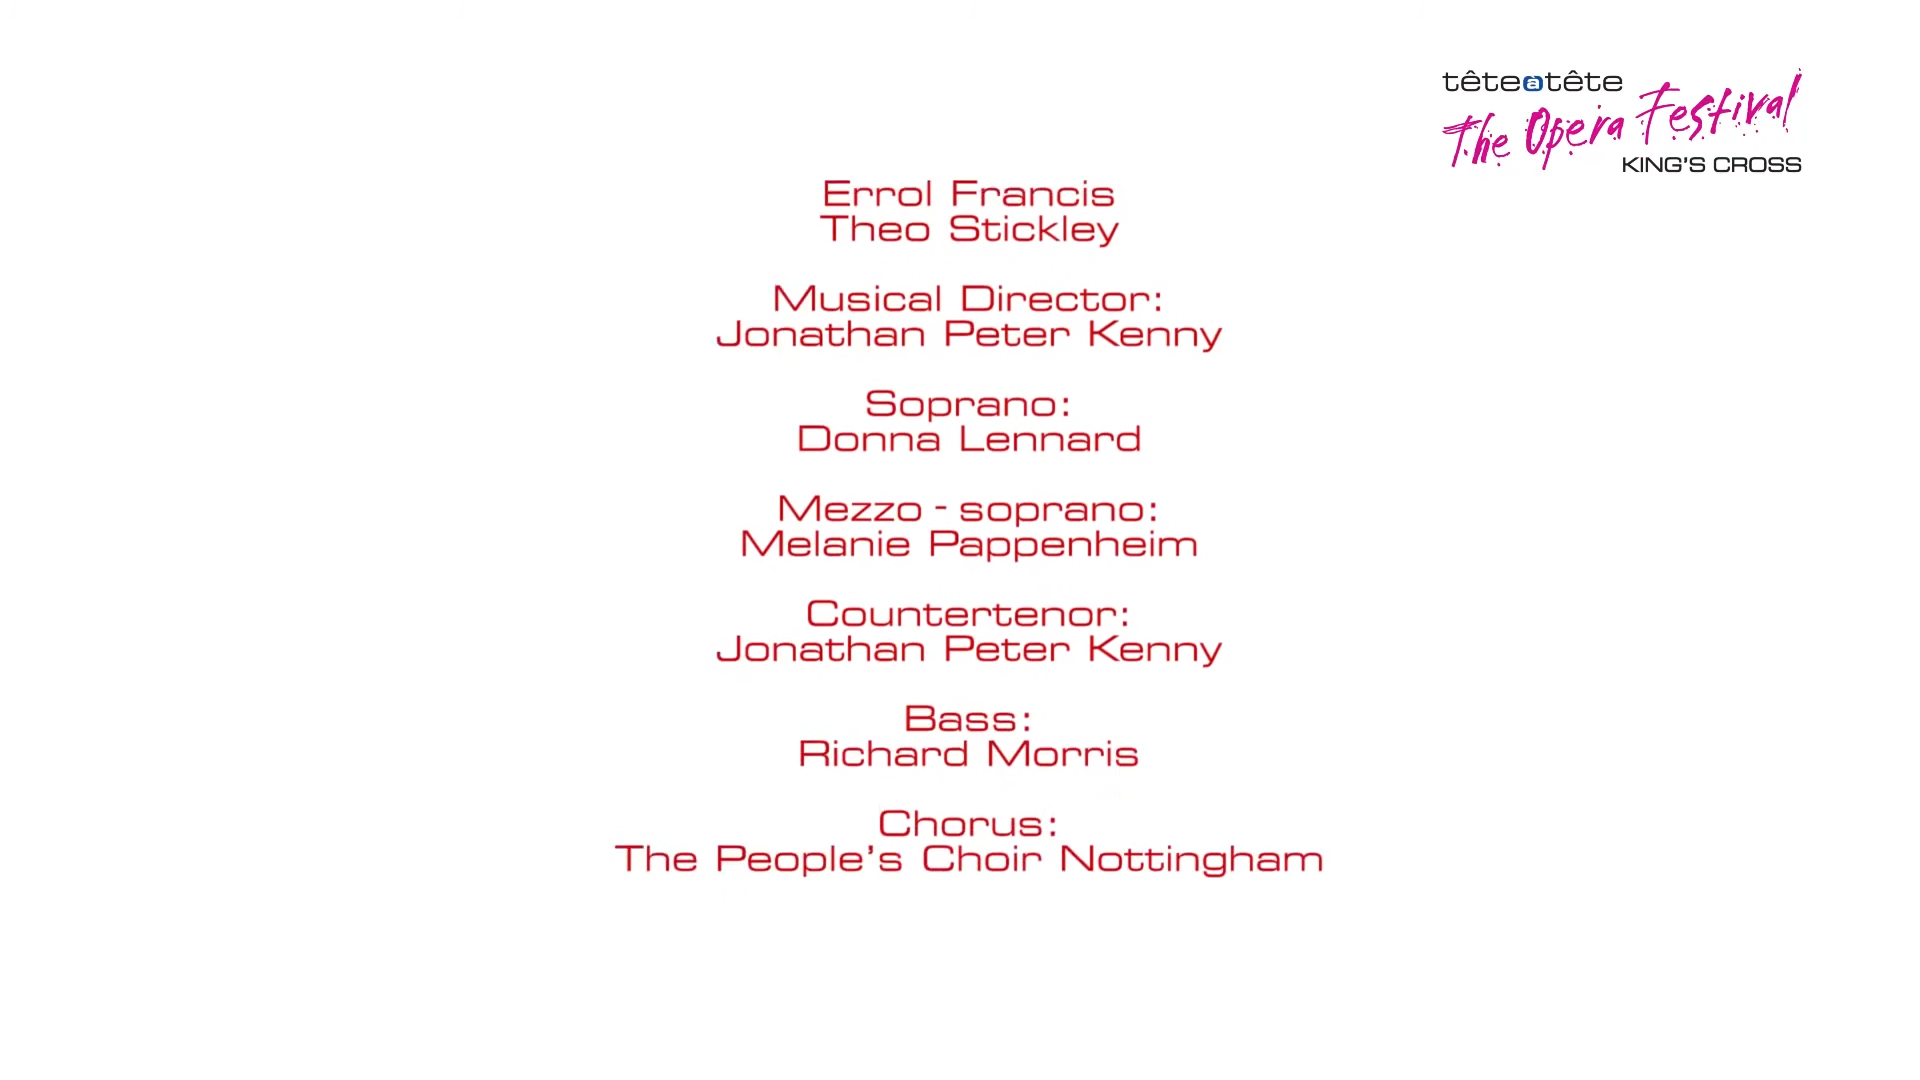 têteàtête
The Opera Festival
KING'S CROSS
Errol Francis
Theo Stickley
Musical Director:
Jonathan Peter Kenny
Soprano:
Donna Lennard
Mezzo - soprano:
Melanie Pappenheim
Countertenor:
Jonathan Peter Kenny
Bass:
Richard Morris
Chorus:
The People’s Choir Nottingham